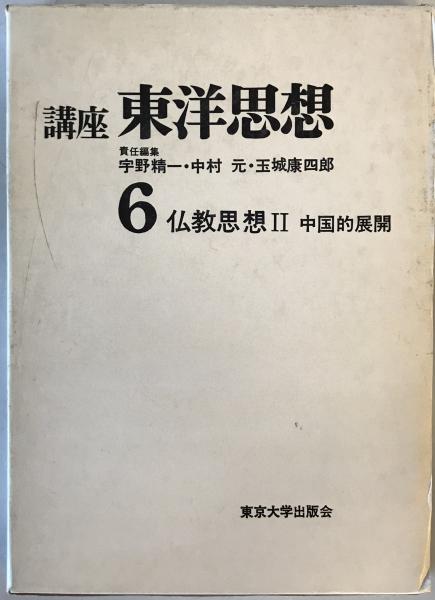 講座 東洋思想
責任編集
宇野精一・中村 元・玉城康四郎
6 仏教思想II 中国的展開
東京大学出版会